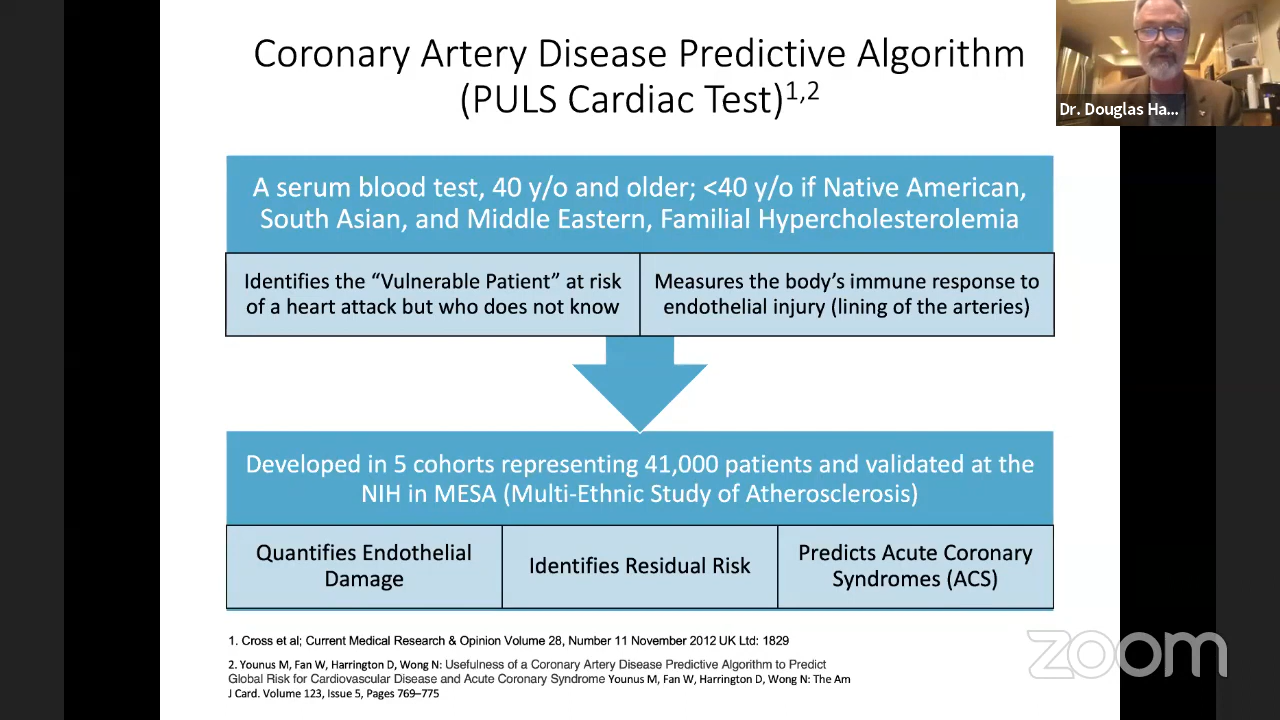 Coronary Artery Disease Predictive Algorithm
(PULS Cardiac Test)1,2
Dr. Douglas Ha...
A serum blood test, 40 y/o and older; <40 y/o if Native American,
South Asian, and Middle Eastern, Familial Hypercholesterolemia
Identifies the “Vulnerable Patient” at risk
of a heart attack but who does not know
Measures the body’s immune response to
endothelial injury (lining of the arteries)
Developed in 5 cohorts representing 41,000 patients and validated at the
NIH in MESA (Multi-Ethnic Study of Atherosclerosis)
Quantifies Endothelial
Damage
Identifies Residual Risk
Predicts Acute Coronary
Syndromes (ACS)
1. Cross et al; Current Medical Research & Opinion Volume 28, Number 11 November 2012 UK Ltd: 1829
2. Younus M, Fan W, Harrington D, Wong N: Usefulness of a Coronary Artery Disease Predictive Algorithm to Predict
Global Risk for Cardiovascular Disease and Acute Coronary Syndrome Younus M, Fan W, Harrington D, Wong N: The Am
J Card. Volume 123, Issue 5, Pages 769–775
zoom